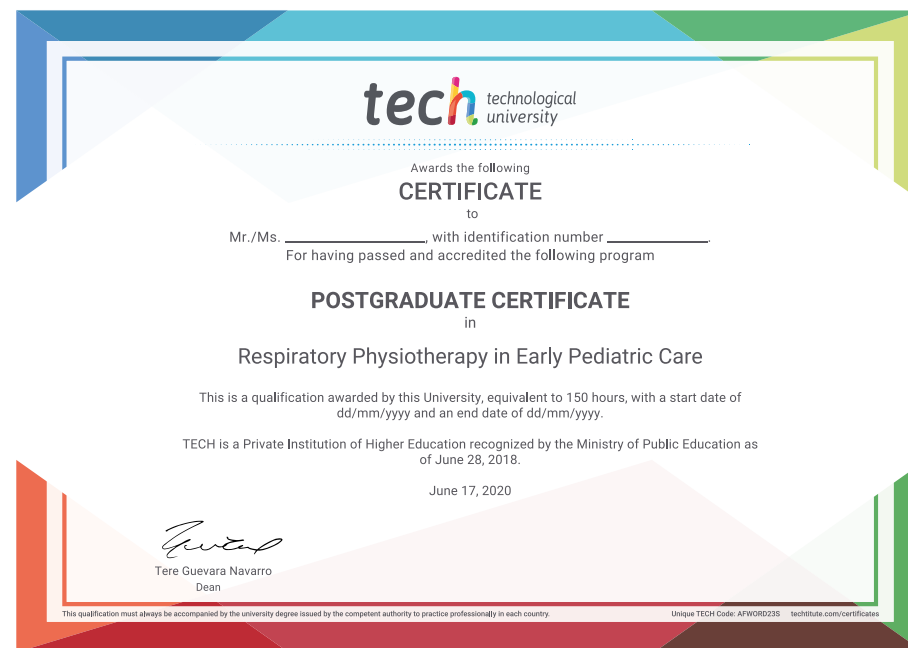 tech technological
university
Awards the following
CERTIFICATE
to
Mr./Ms. ____________________, with identification number ______________.
For having passed and accredited the following program
POSTGRADUATE CERTIFICATE
in
Respiratory Physiotherapy in Early Pediatric Care
This is a qualification awarded by this University, equivalent to 150 hours, with a start date of
dd/mm/yyyy and an end date of dd/mm/yyyy.
TECH is a Private Institution of Higher Education recognized by the Ministry of Public Education as
of June 28, 2018.
June 17, 2020
Tere Guevara Navarro
Dean
This qualification must always be accompanied by the university degree issued by the competent authority to practice professionally in each country.
Unique TECH Code: AFWORD23S techtitute.com/certificates